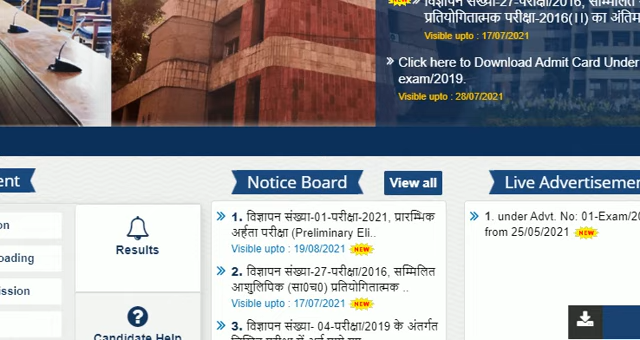 विज्ञापन संख्या-27-परीक्षा/2016, सम्मिलित
प्रतियोगितात्मक परीक्षा-2016(II) का अंतिम
Visible upto : 17/07/2021
Click here to Download Admit Card Under
exam/2019.
Visible upto : 28/07/2021
ent
Notice Board
View all
Live Advertisemen
on
oading
ission
Results
Candidate Help
1. विज्ञापन संख्या-01-परीक्षा-2021, प्रारम्भिक
अर्हता परीक्षा (Preliminary Eli..
Visible upto : 19/08/2021 NEW
2. विज्ञापन संख्या-27-परीक्षा/2016, सम्मिलित
आशुलिपिक (सा0च0) प्रतियोगितात्मक ..
Visible upto : 17/07/2021 NEW
3. विज्ञापन संख्या- 04-परीक्षा/2019 के अंतर्गत
1. under Advt. No: 01-Exam/20
from 25/05/2021 NEW